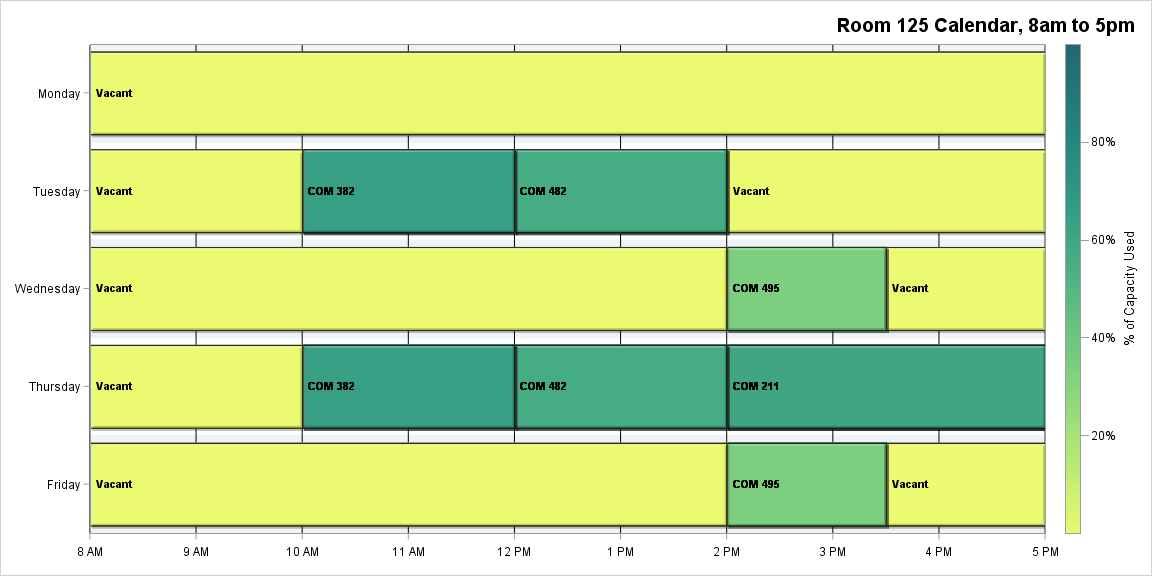 Room 125 Calendar, 8am to 5pm
Monday
Vacant
Tuesday
Vacant
COM 382
COM 482
Vacant
Wednesday
Vacant
COM 495
Vacant
Thursday
Vacant
COM 382
COM 482
COM 211
Friday
Vacant
COM 495
Vacant
8 AM
9 AM
10 AM
11 AM
12 PM
1 PM
2 PM
3 PM
4 PM
5 PM
80%
60%
40%
20%
% of Capacity Used